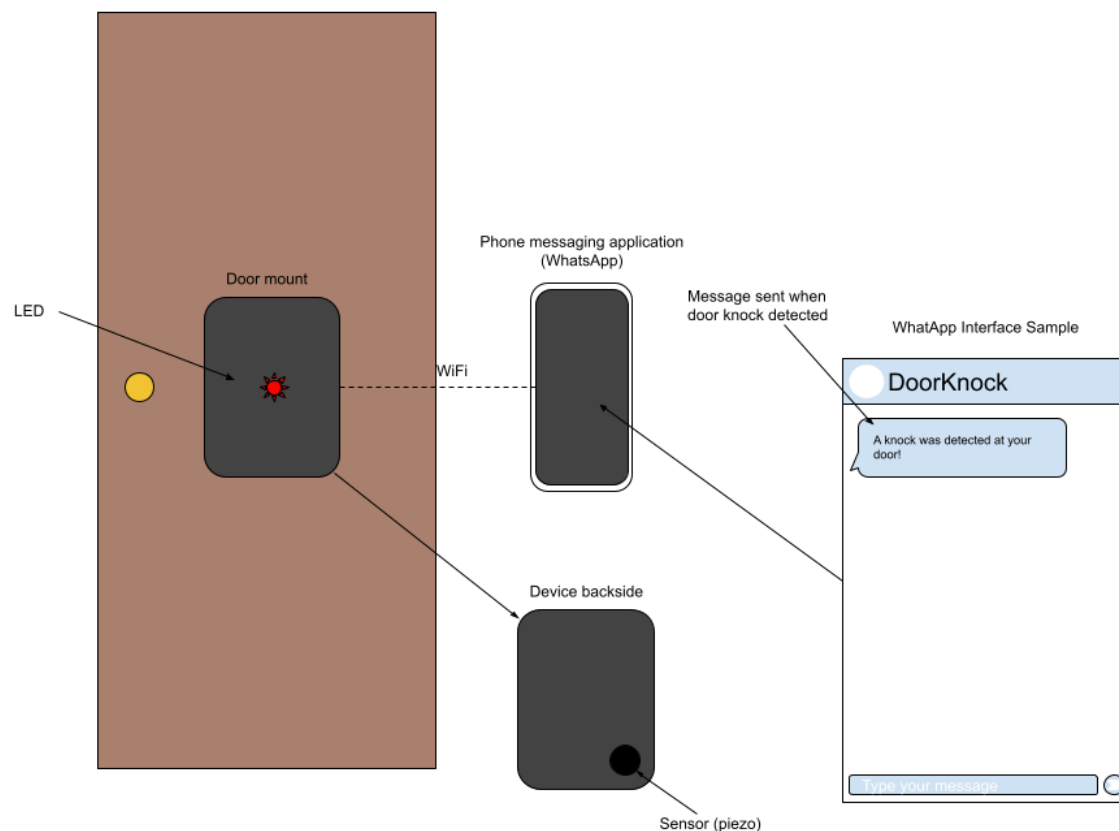 Phone messaging application
(WhatsApp)
Door mount
LED
WiFi
Message sent when
door knock detected
WhatApp Interface Sample
DoorKnock
A knock was detected at your
door!
Device backside
Type your message
Sensor (piezo)